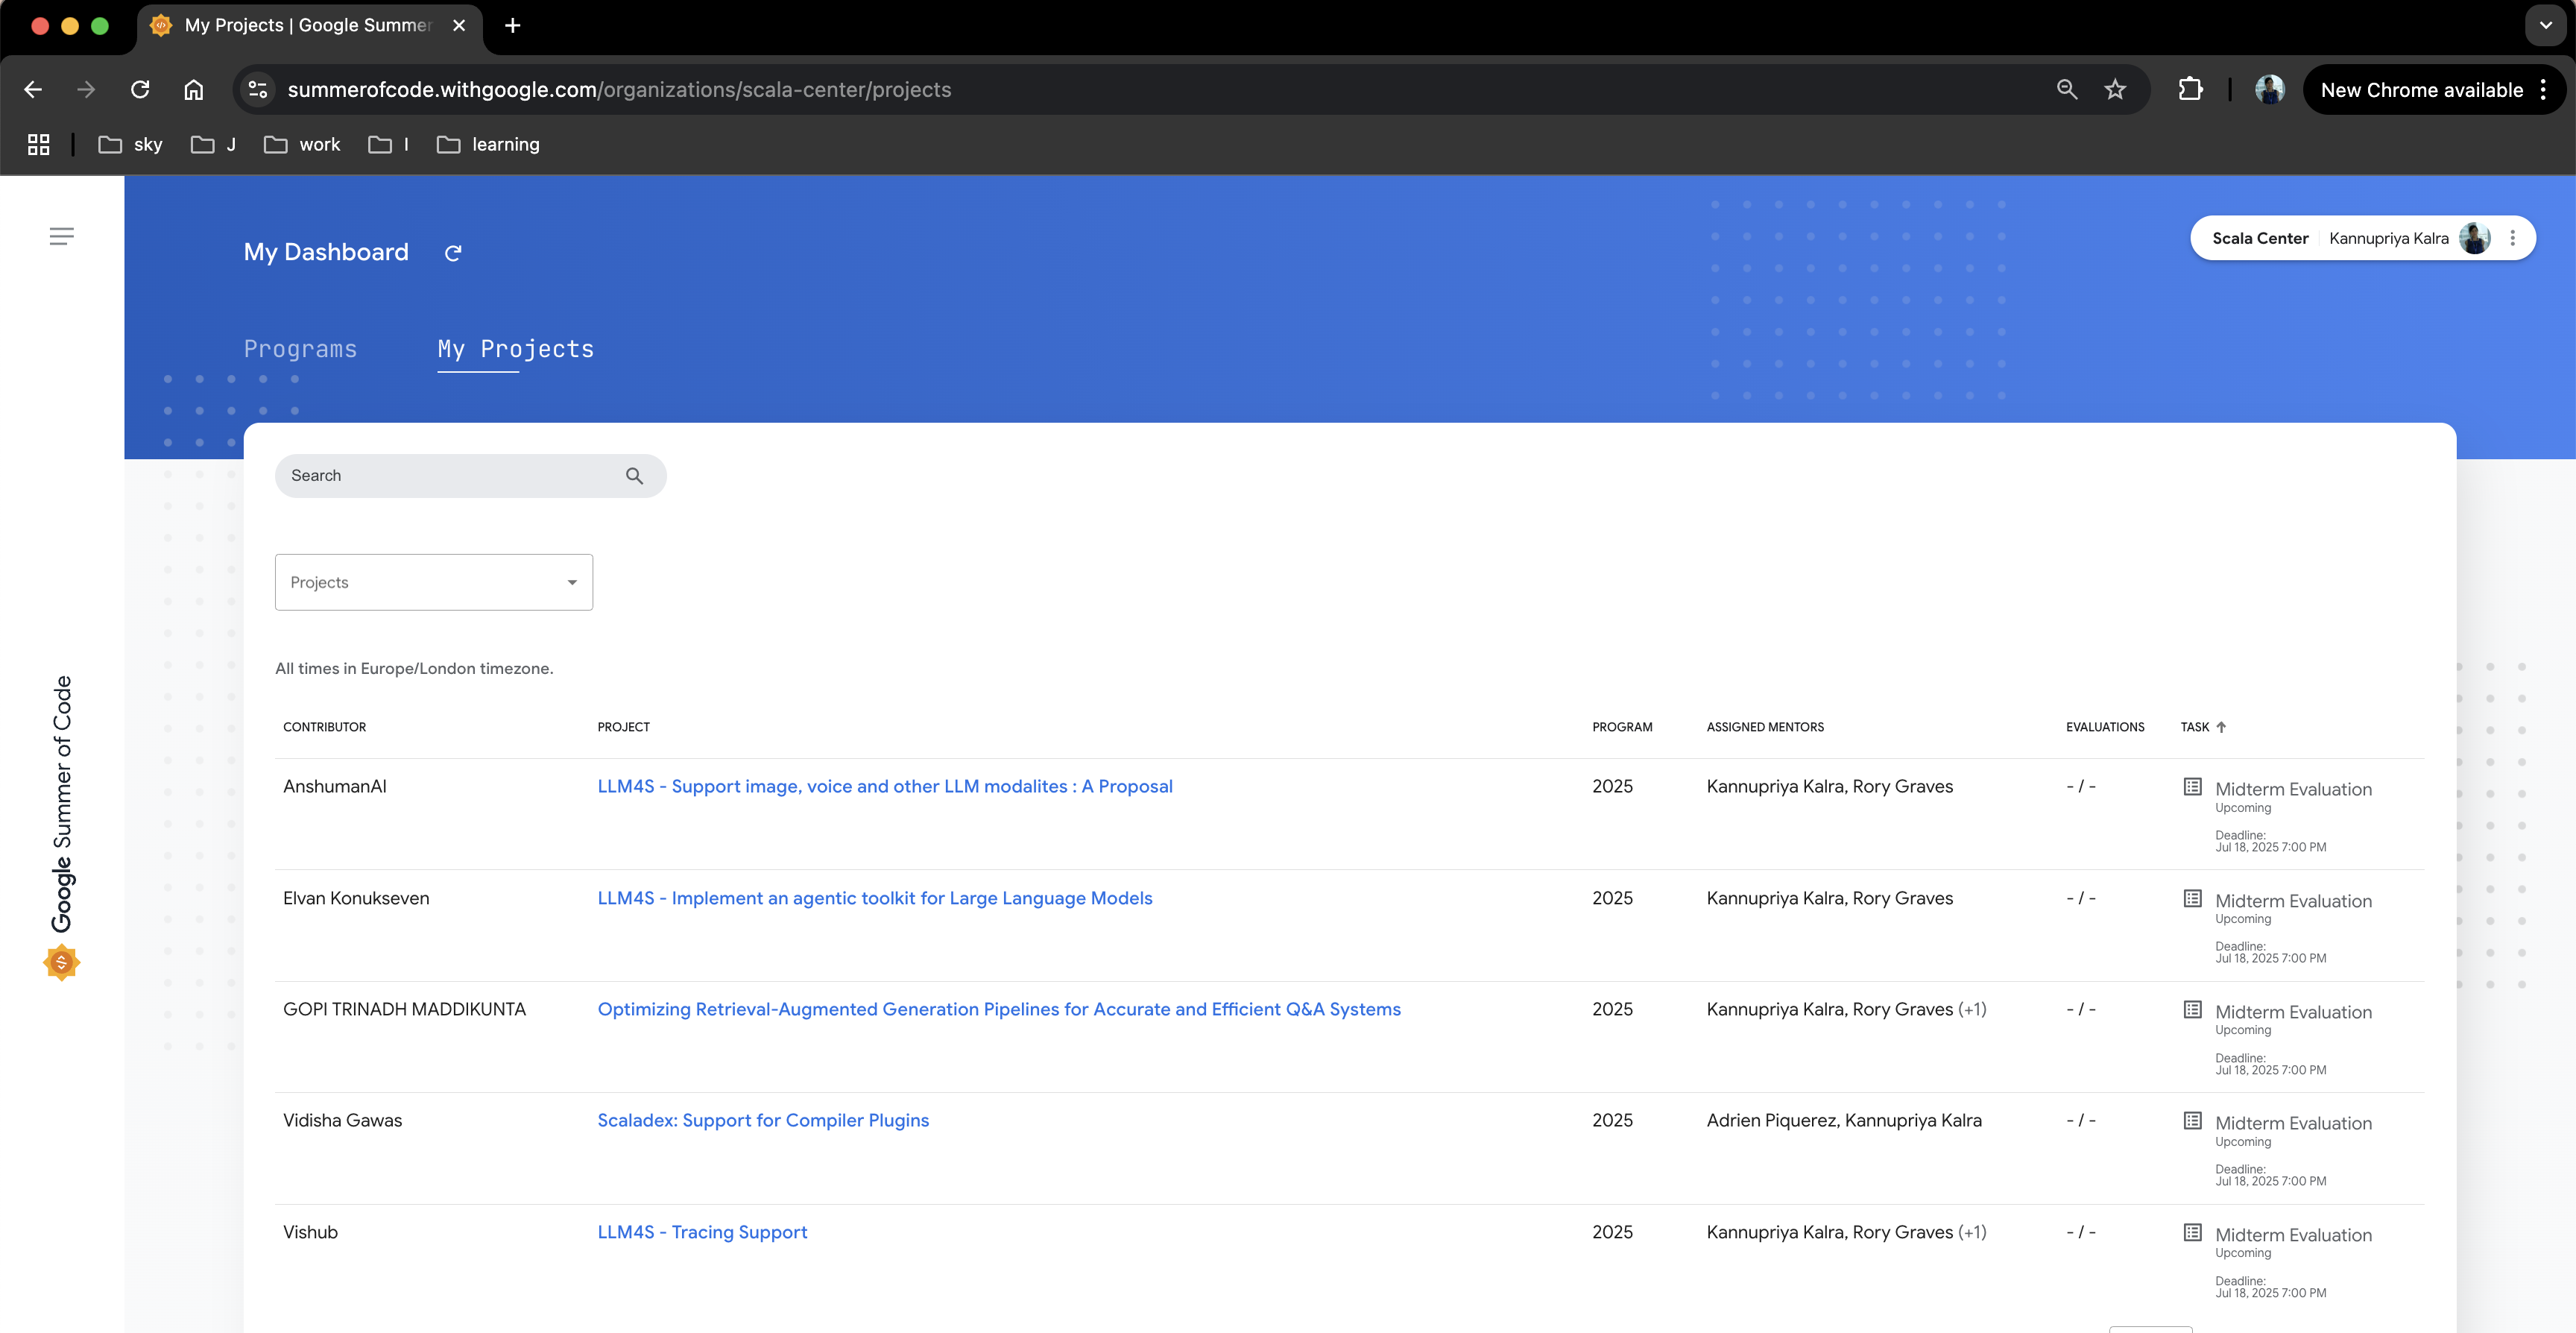 My Projects | Google Summer
summerofcode.withgoogle.com/organizations/scala-center/projects
New Chrome available
sky
J
work
I
learning
My Dashboard
Scala Center
Kannupriya Kalra
Programs
My Projects
Search
Projects
All times in Europe/London timezone.
Google Summer of Code
CONTRIBUTOR PROJECT PROGRAM ASSIGNED MENTORS EVALUATIONS TASK
AnshumanAI LLM4S - Support image, voice and other LLM modalites : A Proposal 2025 Kannupriya Kalra, Rory Graves - / - Midterm Evaluation
Upcoming
Deadline:
Jul 18, 2025 7:00 PM
Elvan Konukseven LLM4S - Implement an agentic toolkit for Large Language Models 2025 Kannupriya Kalra, Rory Graves - / - Midterm Evaluation
Upcoming
Deadline:
Jul 18, 2025 7:00 PM
GOPI TRINADH MADDIKUNTA Optimizing Retrieval-Augmented Generation Pipelines for Accurate and Efficient Q&A Systems 2025 Kannupriya Kalra, Rory Graves (+1) - / - Midterm Evaluation
Upcoming
Deadline:
Jul 18, 2025 7:00 PM
Vidisha Gawas Scaladex: Support for Compiler Plugins 2025 Adrien Piquerez, Kannupriya Kalra - / - Midterm Evaluation
Upcoming
Deadline:
Jul 18, 2025 7:00 PM
Vishub LLM4S - Tracing Support 2025 Kannupriya Kalra, Rory Graves (+1) - / - Midterm Evaluation
Upcoming
Deadline:
Jul 18, 2025 7:00 PM